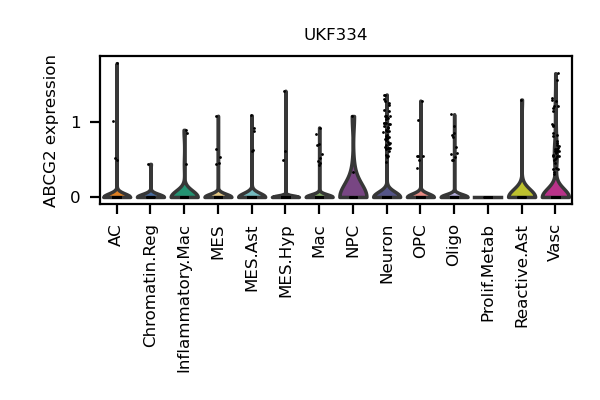 UKF334
ABCG2 expression
1
0
AC
Chromatin.Reg
Inflammatory.Mac
MES
MES.Ast
MES.Hyp
Mac
NPC
Neuron
OPC
Oligo
Prolif.Metab
Reactive.Ast
Vasc